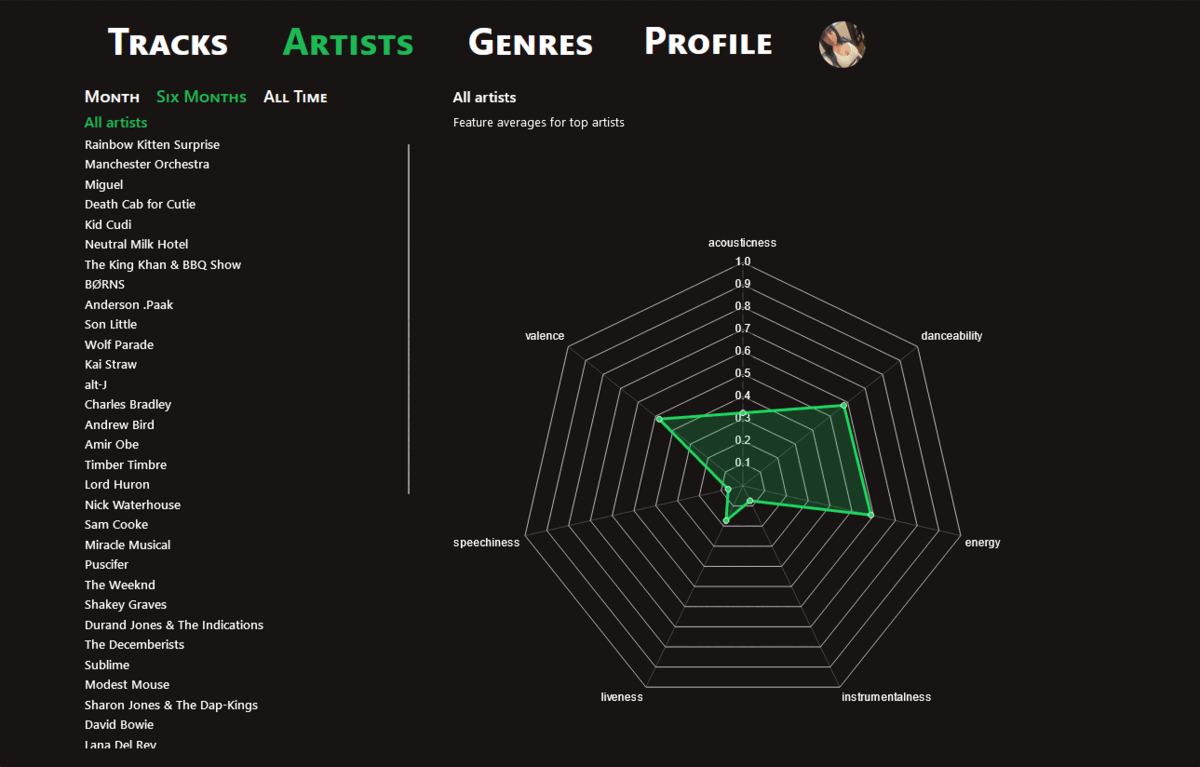 Tracks Artists Genres Profile
Month Six Months All Time
All artists
Rainbow Kitten Surprise
Manchester Orchestra
Miguel
Death Cab for Cutie
Kid Cudi
Neutral Milk Hotel
The King Khan & BBQ Show
BØRNS
Anderson .Paak
Son Little
Wolf Parade
Kai Straw
alt-J
Charles Bradley
Andrew Bird
Amir Obe
Timber Timbre
Lord Huron
Nick Waterhouse
Sam Cooke
Miracle Musical
Puscifer
The Weeknd
Shakey Graves
Durand Jones & The Indications
The Decemberists
Sublime
Modest Mouse
Sharon Jones & The Dap-Kings
David Bowie
Lana Del Rey
All artists
Feature averages for top artists
acousticness
1.0
0.9
0.8
0.7
0.6
0.5
0.4
0.3
0.2
0.1
valence
danceability
speechiness
energy
liveness
instrumentalness